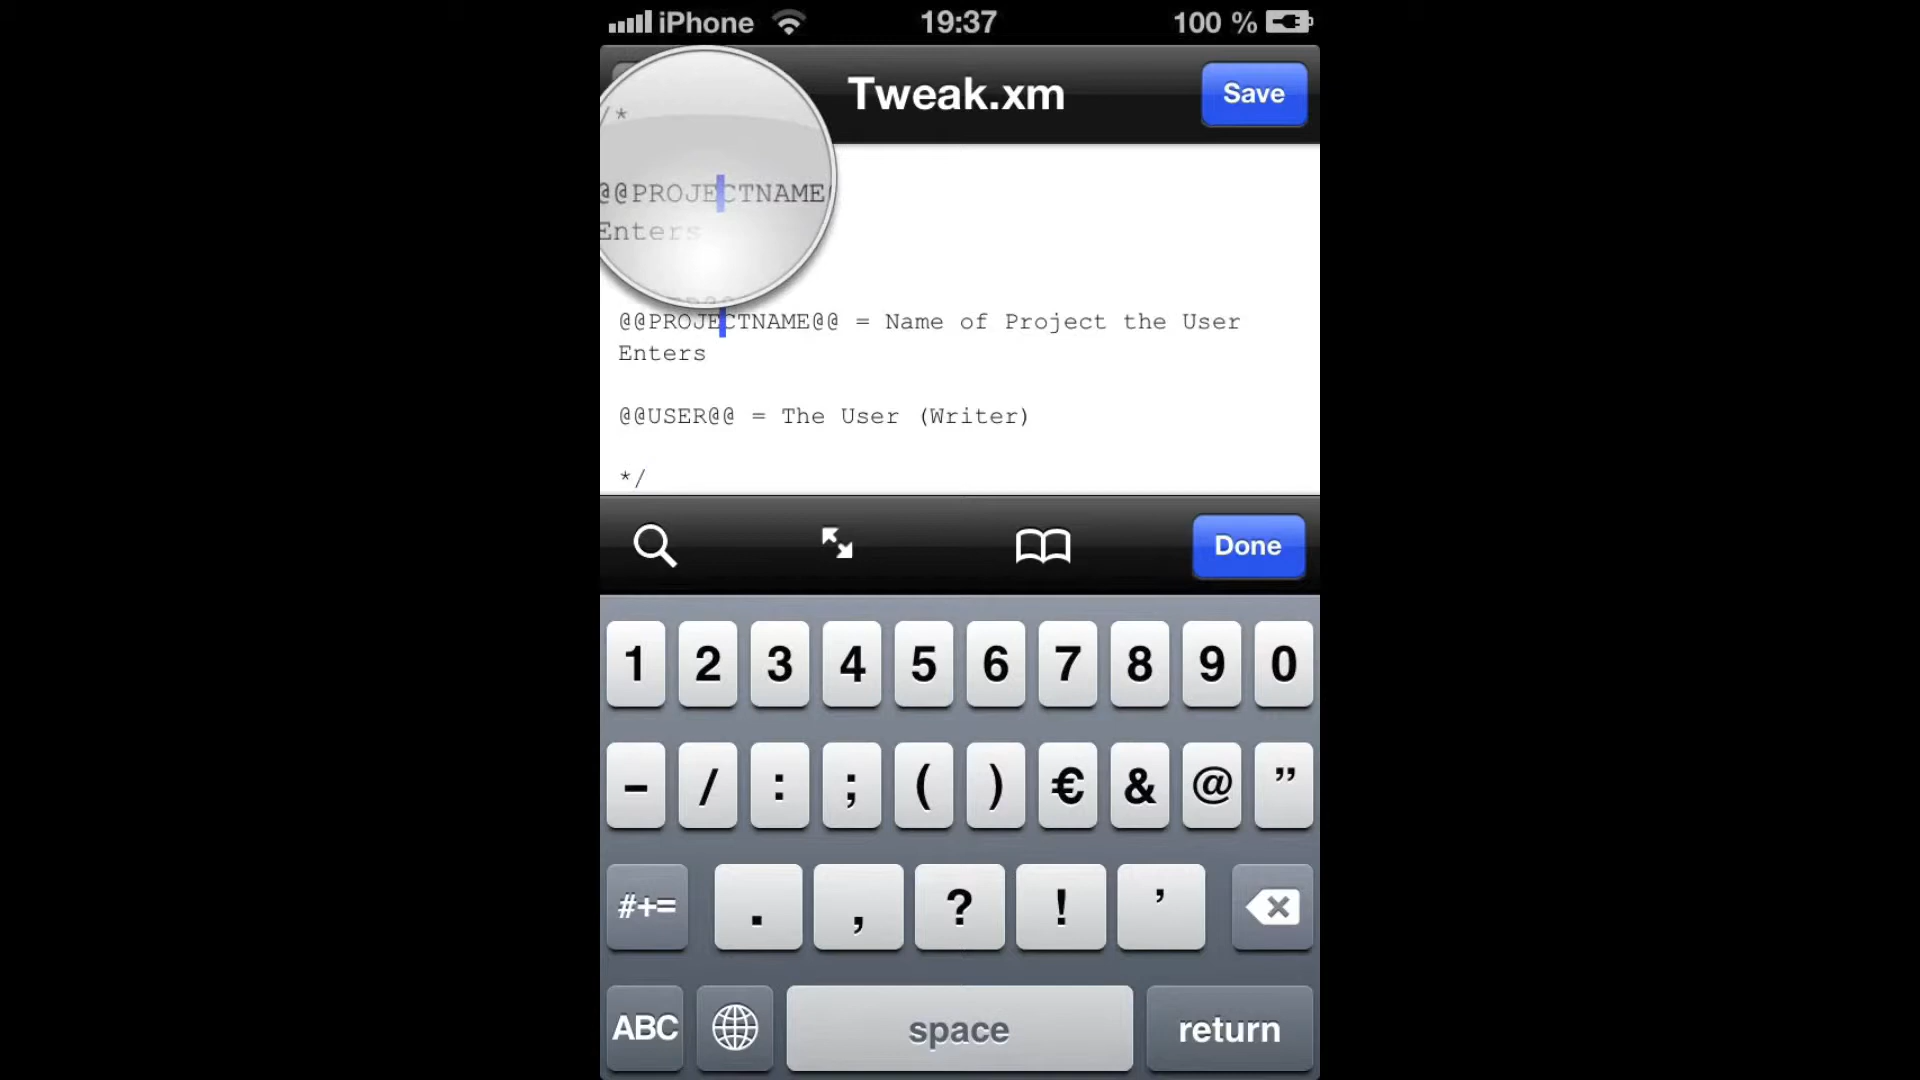 iPhone 19:37 100 %
Tweak.xm Save
/*
@@PROJECTNAME
Enters
@@PROJECTNAME@@ = Name of Project the User
Enters
@@USER@@ = The User (Writer)
*/
Done
1 2 3 4 5 6 7 8 9 0
- / : ; ( ) € & @ ”
#+= . , ? ! ’
ABC space return